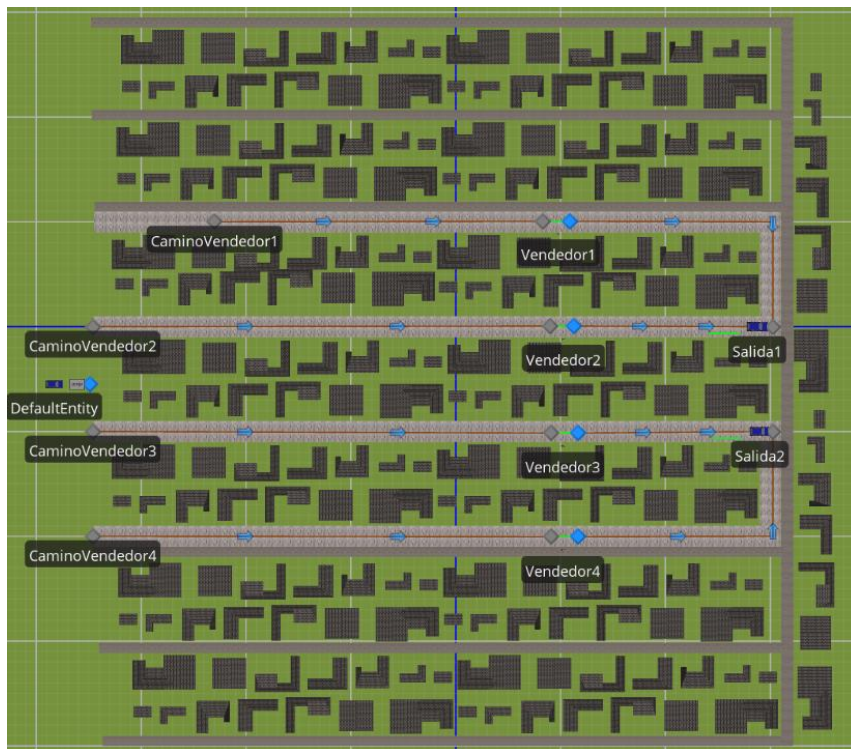 CaminoVendedor1
Vendedor1
CaminoVendedor2
Vendedor2
Salida1
DefaultEntity
CaminoVendedor3
Vendedor3
Salida2
CaminoVendedor4
Vendedor4